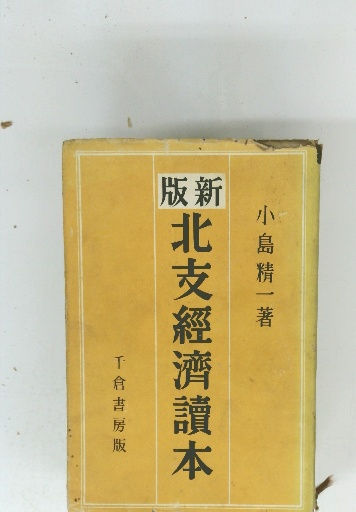 小島精一著
新版
北支經濟讀本
千倉書房版